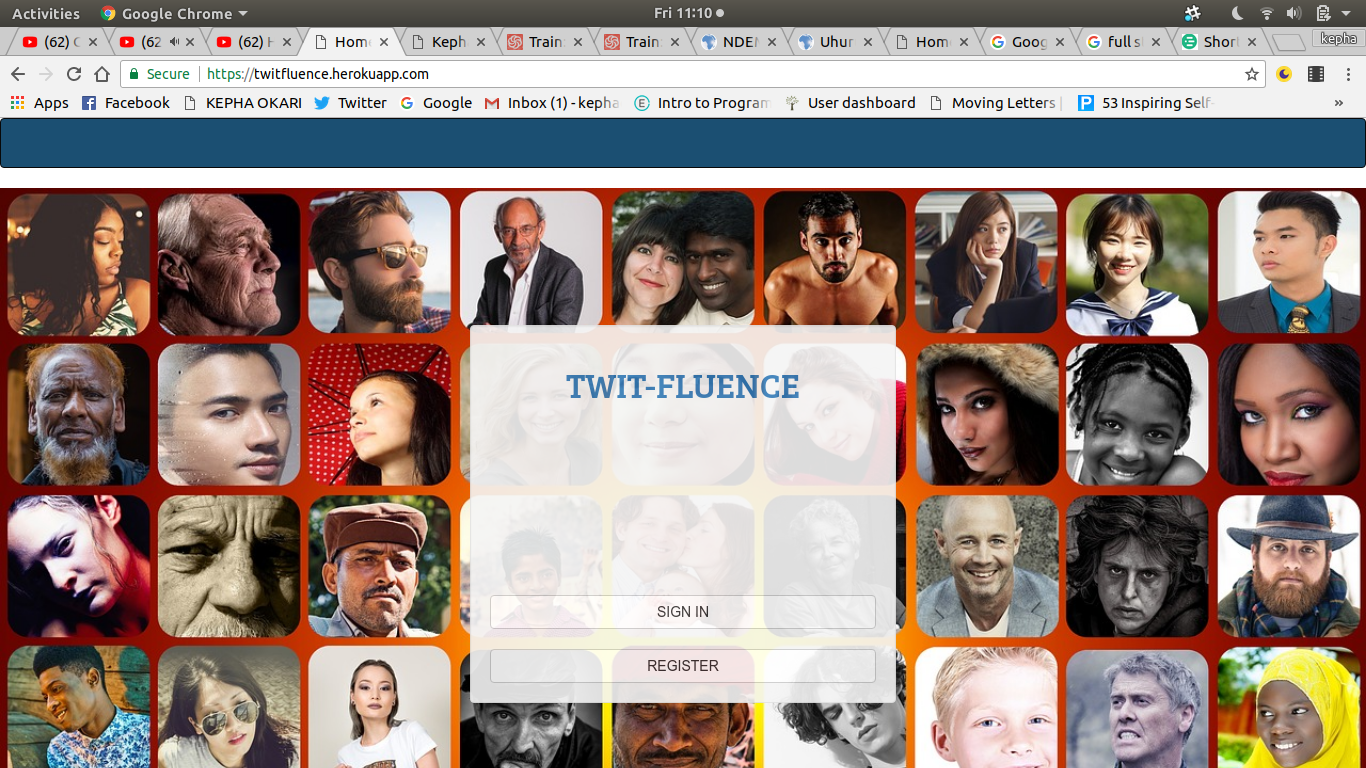 Activities Google Chrome Fri 11:10
(62) C (62 (62) H Hom Keph Train Train NDEN Uhur Hom Goog full s Short kepha
Secure https://twitfluence.herokuapp.com
Apps Facebook KEPHA OKARI Twitter Google Inbox (1) - kepha Intro to Program User dashboard Moving Letters | 53 Inspiring Self- »
TWIT-FLUENCE
SIGN IN
REGISTER